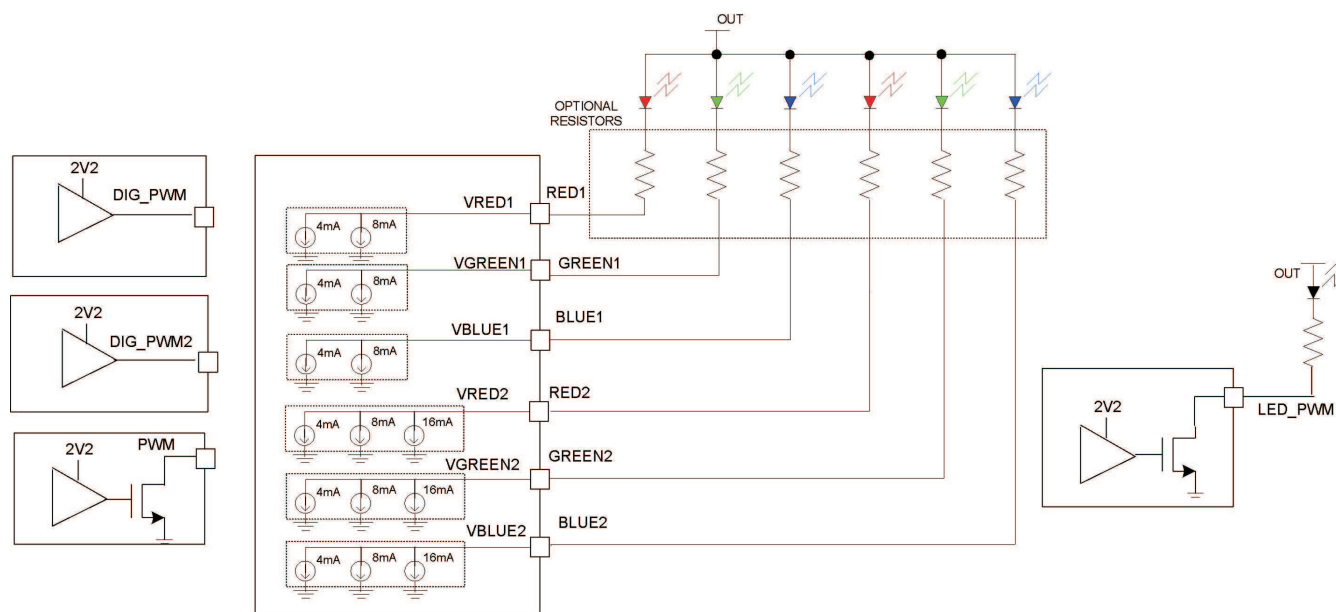 OUT
OPTIONAL
RESISTORS
2V2
DIG_PWM
2V2
DIG_PWM2
2V2
PWM
VRED1
RED1
4mA
8mA
VGREEN1
GREEN1
4mA
8mA
VBLUE1
BLUE1
4mA
8mA
VRED2
RED2
4mA
8mA
16mA
VGREEN2
GREEN2
4mA
8mA
16mA
VBLUE2
BLUE2
4mA
8mA
16mA
OUT
2V2
LED_PWM